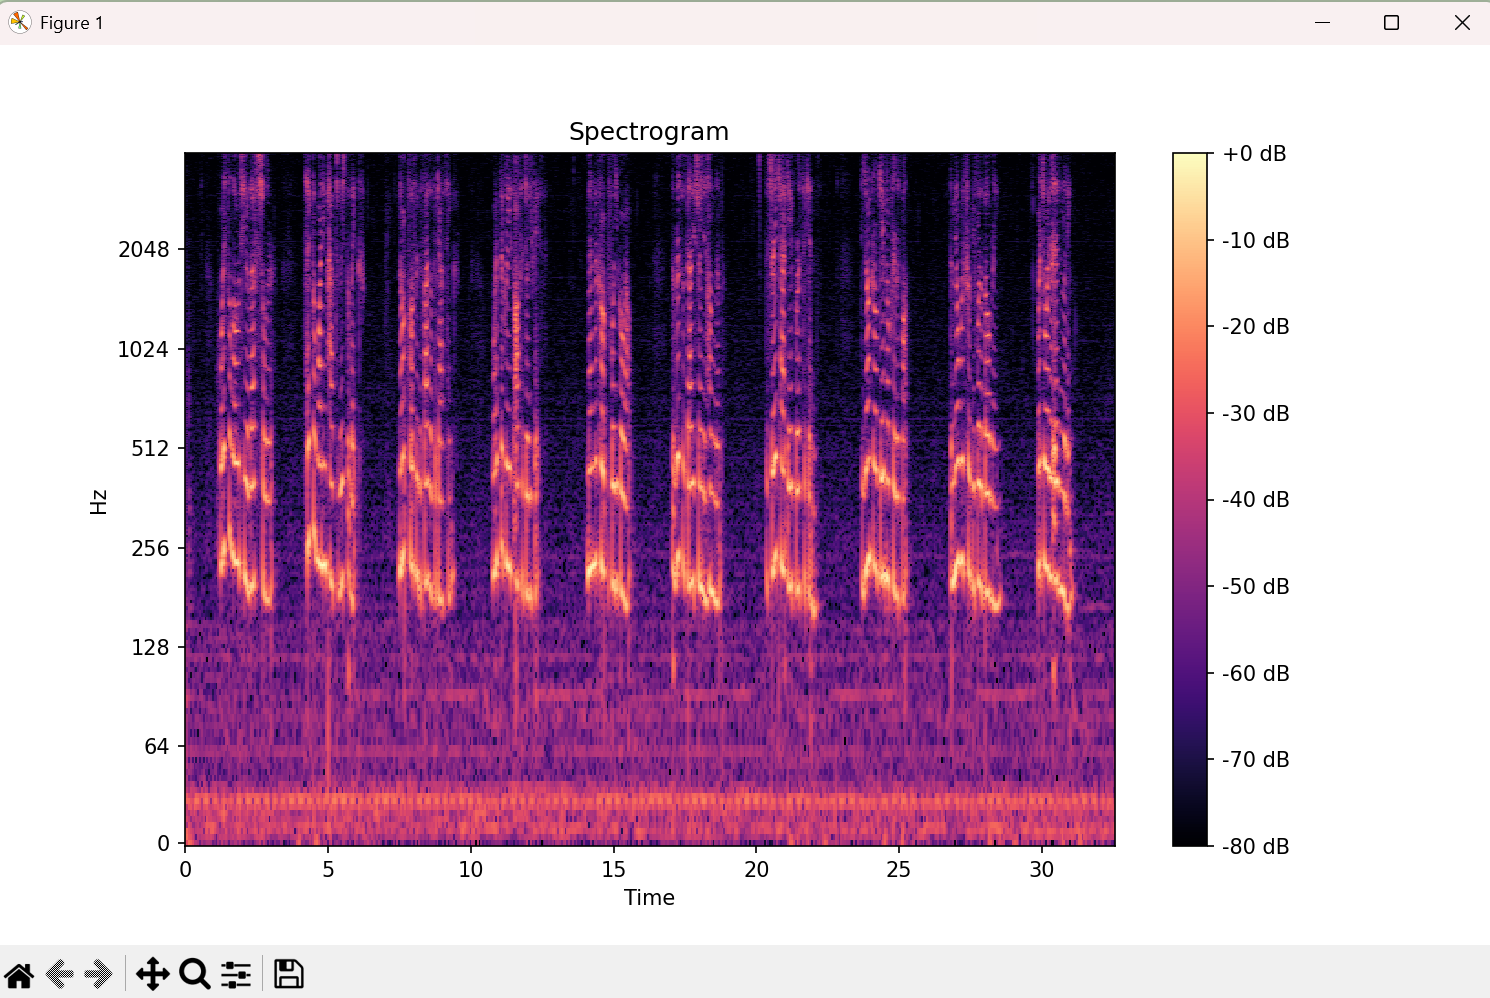 Figure 1
Spectrogram
Hz
2048
1024
512
256
128
64
0
0 5 10 15 20 25 30
Time
+0 dB
-10 dB
-20 dB
-30 dB
-40 dB
-50 dB
-60 dB
-70 dB
-80 dB